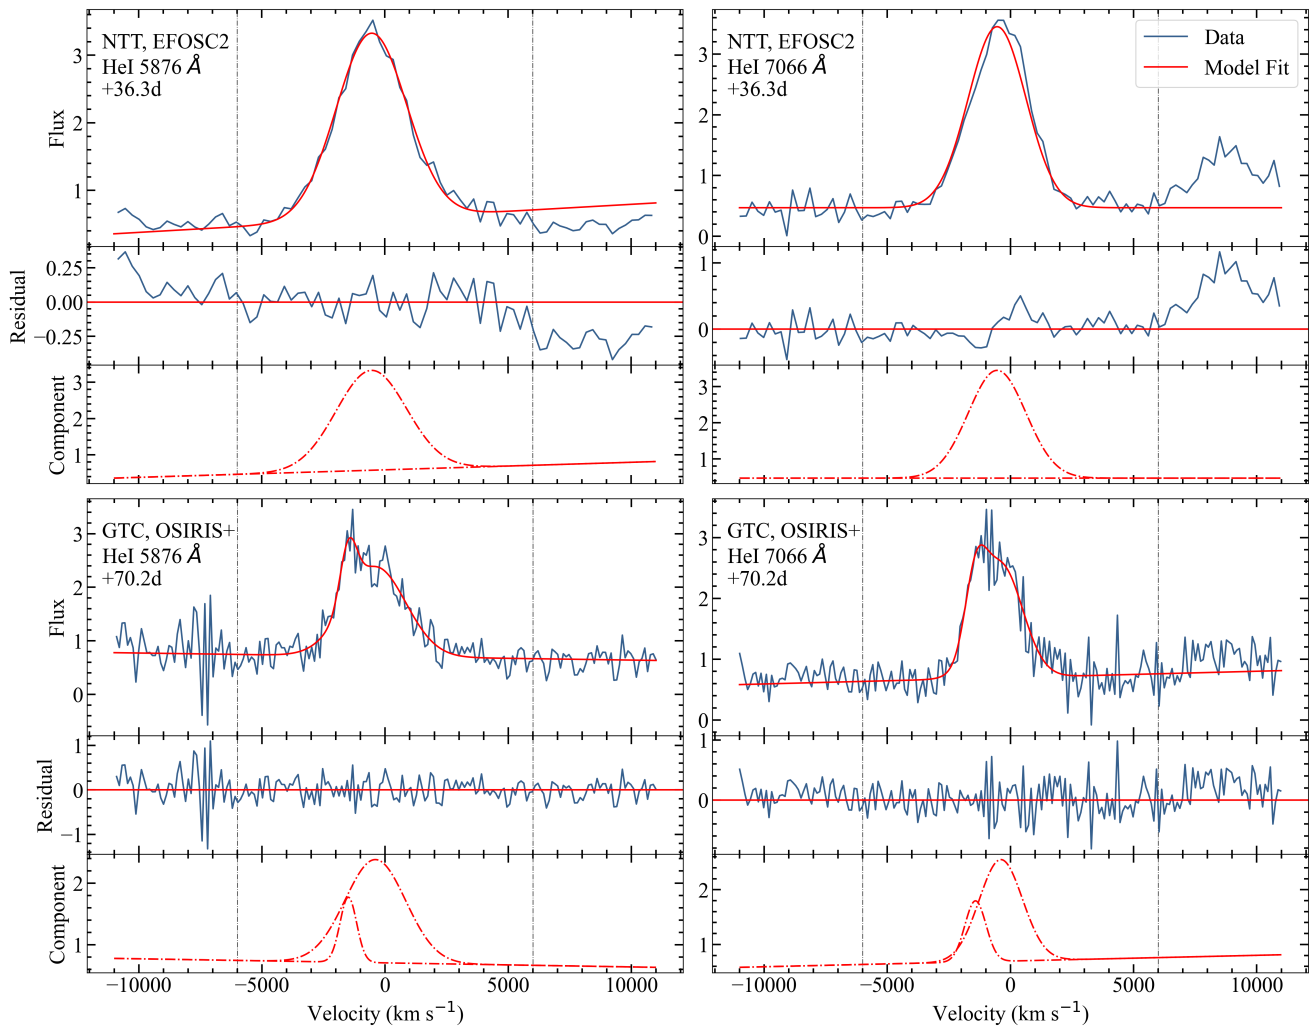 NTT, EFOSC2
HeI 5876 Å
+36.3d
Flux
3
2
1
Residual
0.25
0.00
−0.25
Component
3
2
1
NTT, EFOSC2
HeI 7066 Å
+36.3d
Data
Model Fit
3
2
1
0
1
0
3
2
1
GTC, OSIRIS+
HeI 5876 Å
+70.2d
Flux
3
2
1
0
Residual
1
0
−1
Component
2
1
−10000 −5000 0 5000 10000
Velocity (km s−1)
GTC, OSIRIS+
HeI 7066 Å
+70.2d
3
2
1
0
1
0
2
1
−10000 −5000 0 5000 10000
Velocity (km s−1)